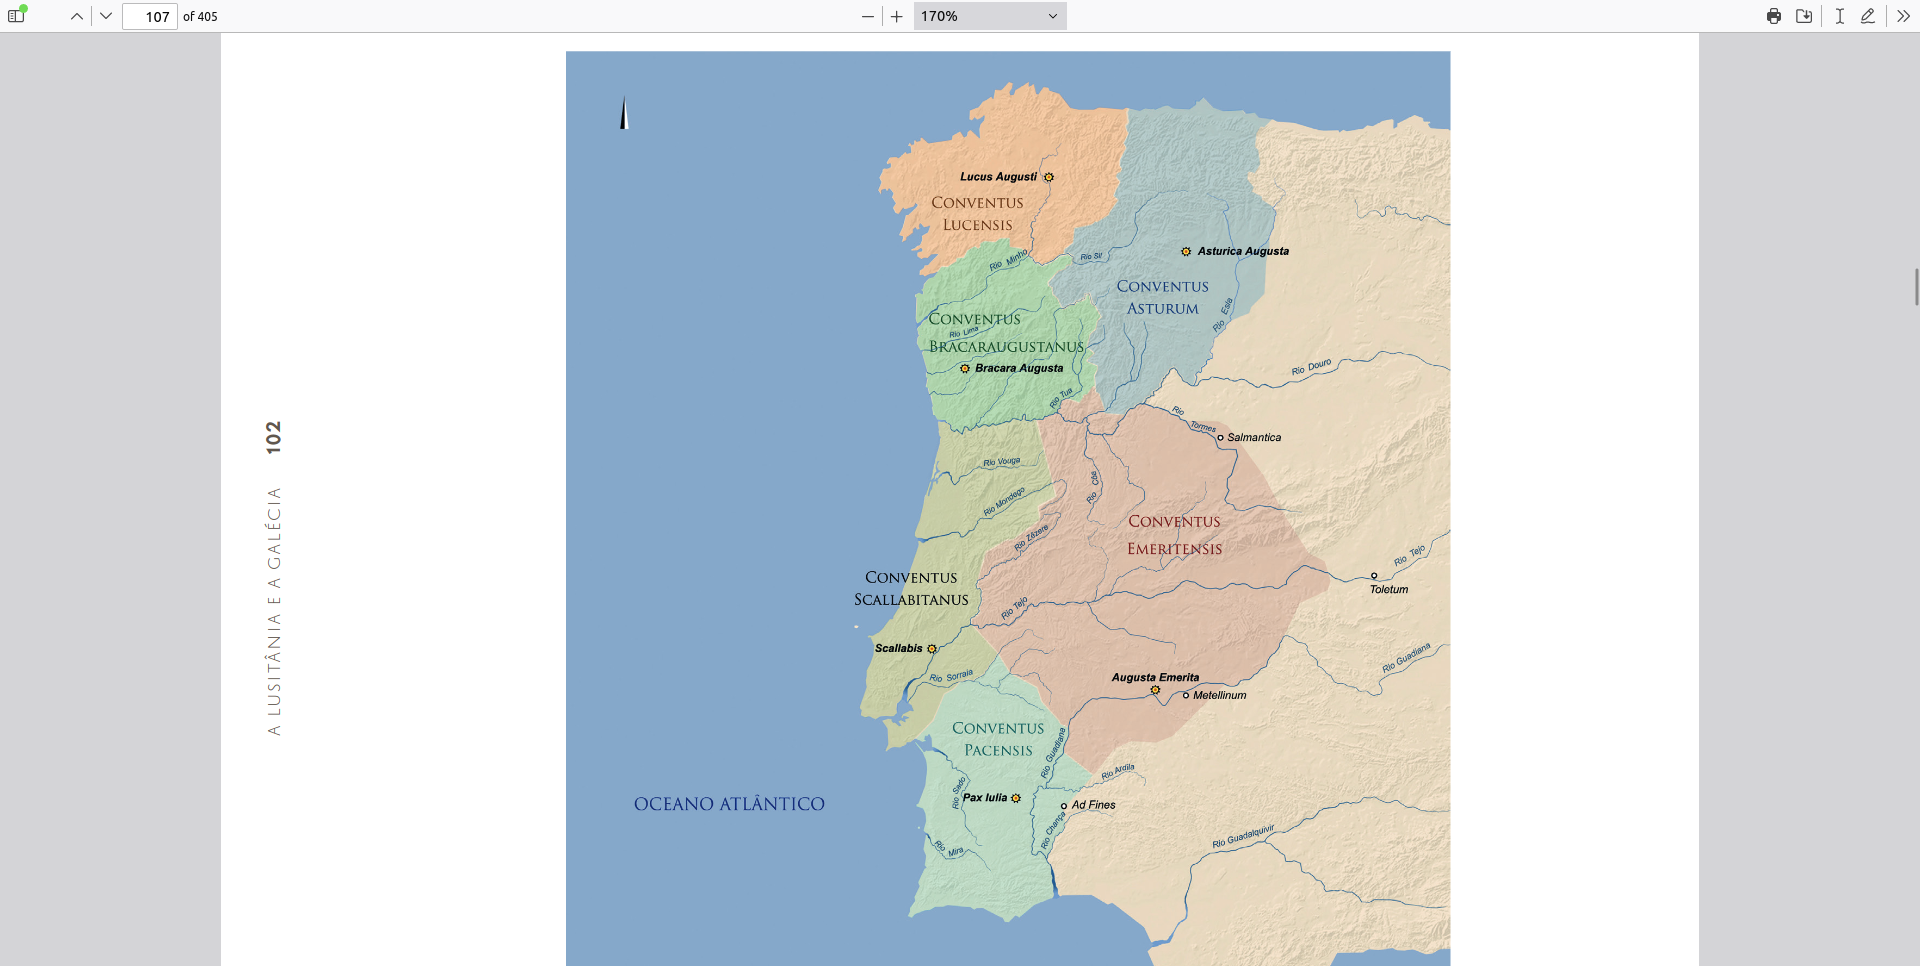 107 of 405
170%
102
A LUSITÂNIA E A GALÉCIA
Lucus Augusti
CONVENTUS
LUCENSIS
Rio Minho
Rio Sil
Asturica Augusta
CONVENTUS
ASTURUM
Rio Esla
CONVENTUS
Rio Lima
BRACARAUGUSTANUS
Bracara Augusta
Rio Tua
Rio Douro
Rio Tormes
Salmantica
Rio Vouga
Rio Côa
Rio Mondego
CONVENTUS
EMERITENSIS
Rio Zêzere
Rio Tejo
Toletum
CONVENTUS
SCALLABITANUS
Rio Tejo
Scallabis
Rio Sorraia
Rio Guadiana
Augusta Emerita
Metellinum
CONVENTUS
PACENSIS
Rio Guadiana
Rio Ardila
Rio Sado
Pax Iulia
Ad Fines
OCEANO ATLÂNTICO
Rio Chança
Rio Guadalquivir
Rio Mira